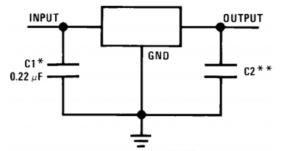 INPUT
OUTPUT
GND
C1*
0.22 μF
C2**